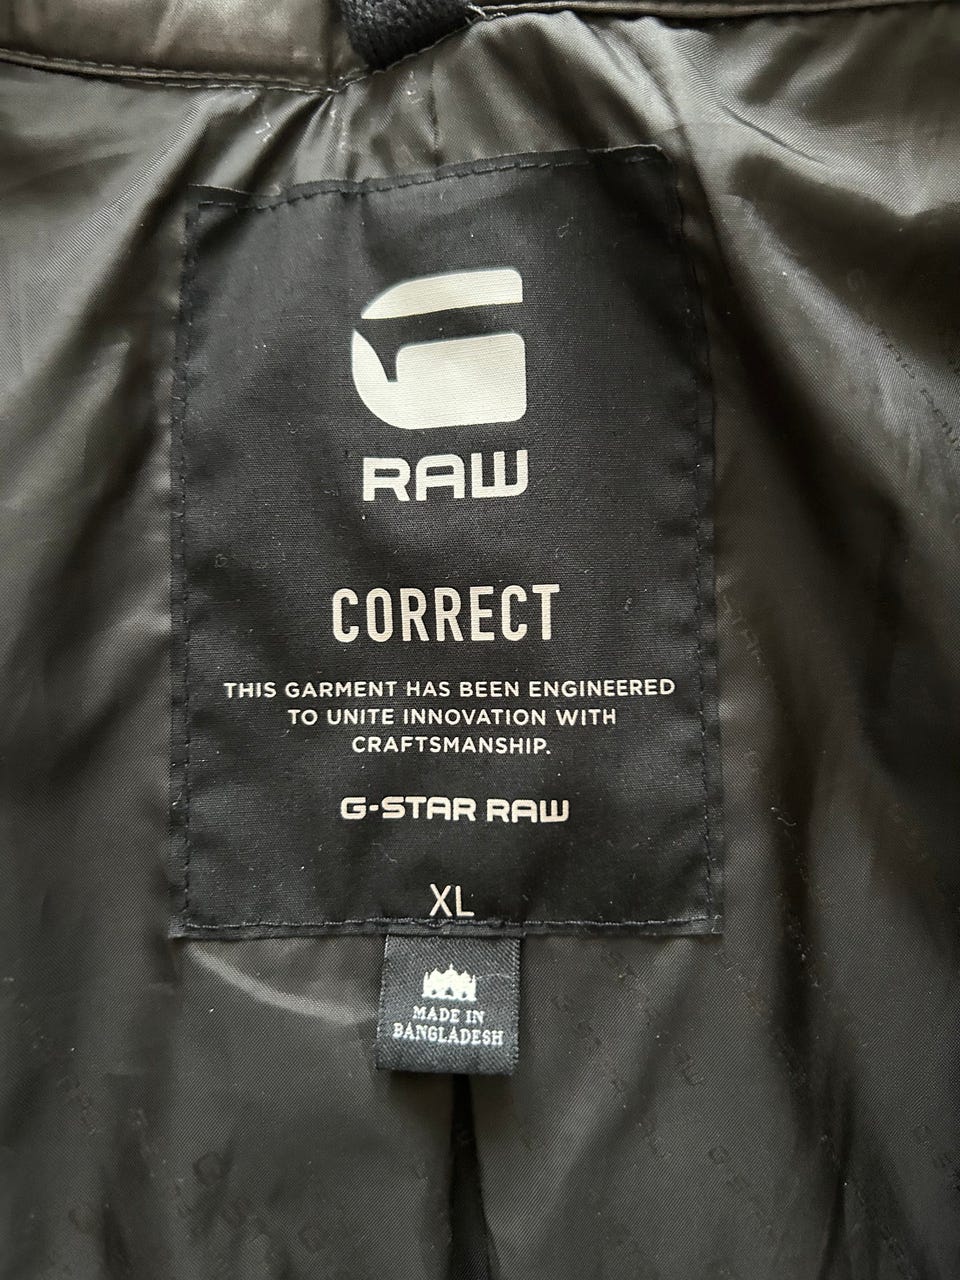 RAW
CORRECT
THIS GARMENT HAS BEEN ENGINEERED
TO UNITE INNOVATION WITH
CRAFTSMANSHIP.
G-STAR RAW
XL
MADE IN
BANGLADESH